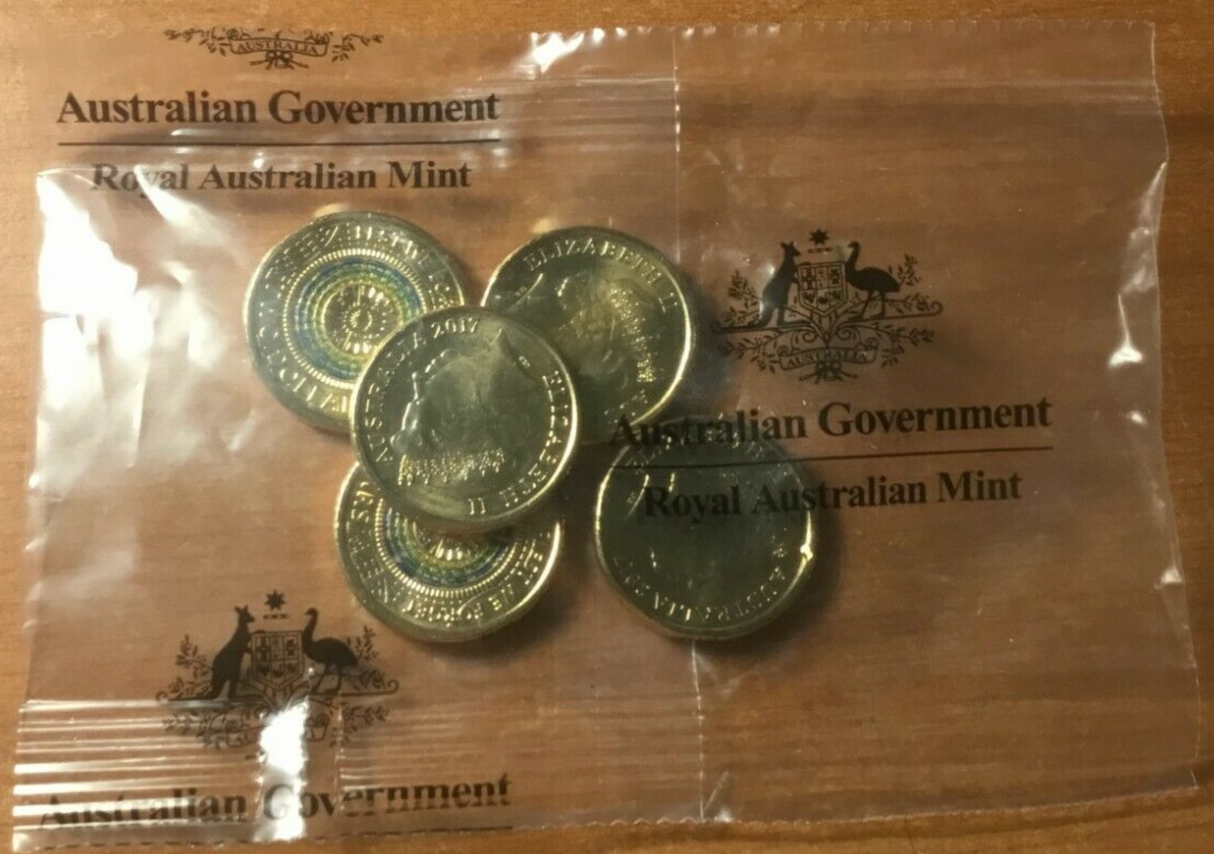 AUSTRALIA
Australian Government
Royal Australian Mint
ELIZABETH II
AUSTRALIA 2017
ELIZABETH II
AUSTRALIA
Australian Government
Royal Australian Mint
AUSTRALIA
Australian Government